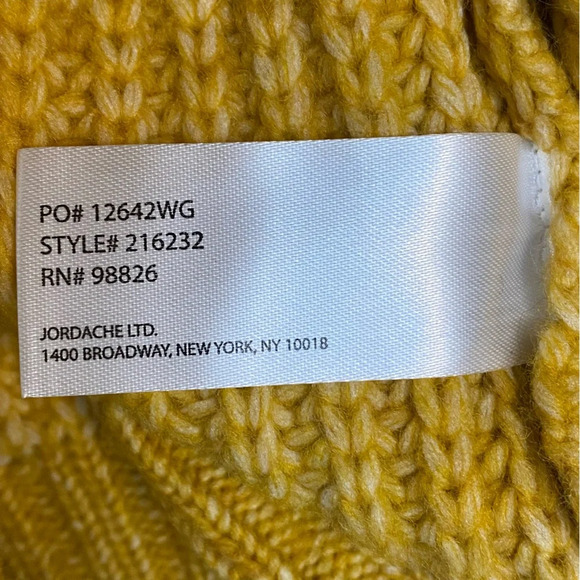 PO# 12642WG
STYLE# 216232
RN# 98826
JORDACHE LTD.
1400 BROADWAY, NEW YORK, NY 10018